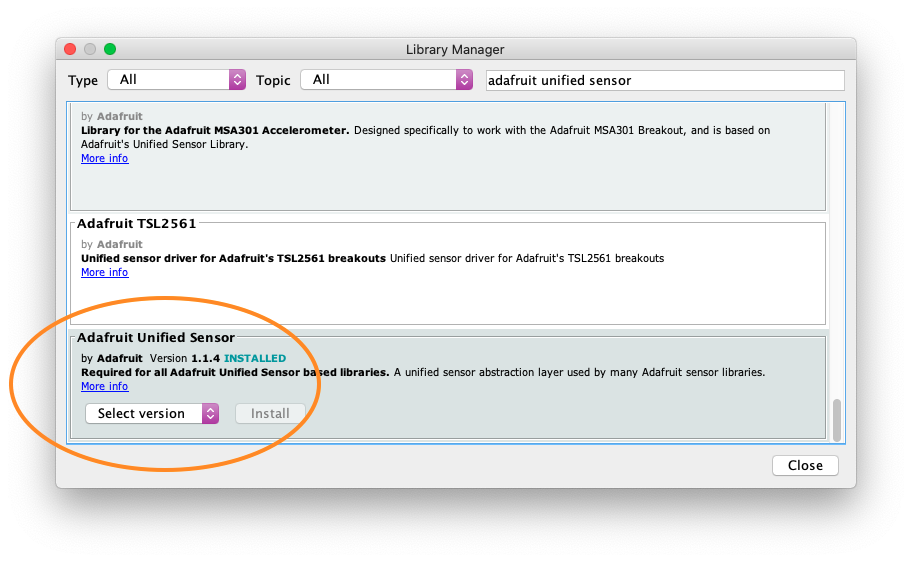 Library Manager
Type All Topic All adafruit unified sensor
by Adafruit
Library for the Adafruit MSA301 Accelerometer. Designed specifically to work with the Adafruit MSA301 Breakout, and is based on
Adafruit's Unified Sensor Library.
More info
Adafruit TSL2561
by Adafruit
Unified sensor driver for Adafruit's TSL2561 breakouts Unified sensor driver for Adafruit's TSL2561 breakouts
More info
Adafruit Unified Sensor
by Adafruit Version 1.1.4 INSTALLED
Required for all Adafruit Unified Sensor based libraries. A unified sensor abstraction layer used by many Adafruit sensor libraries.
More info
Select version Install
Close